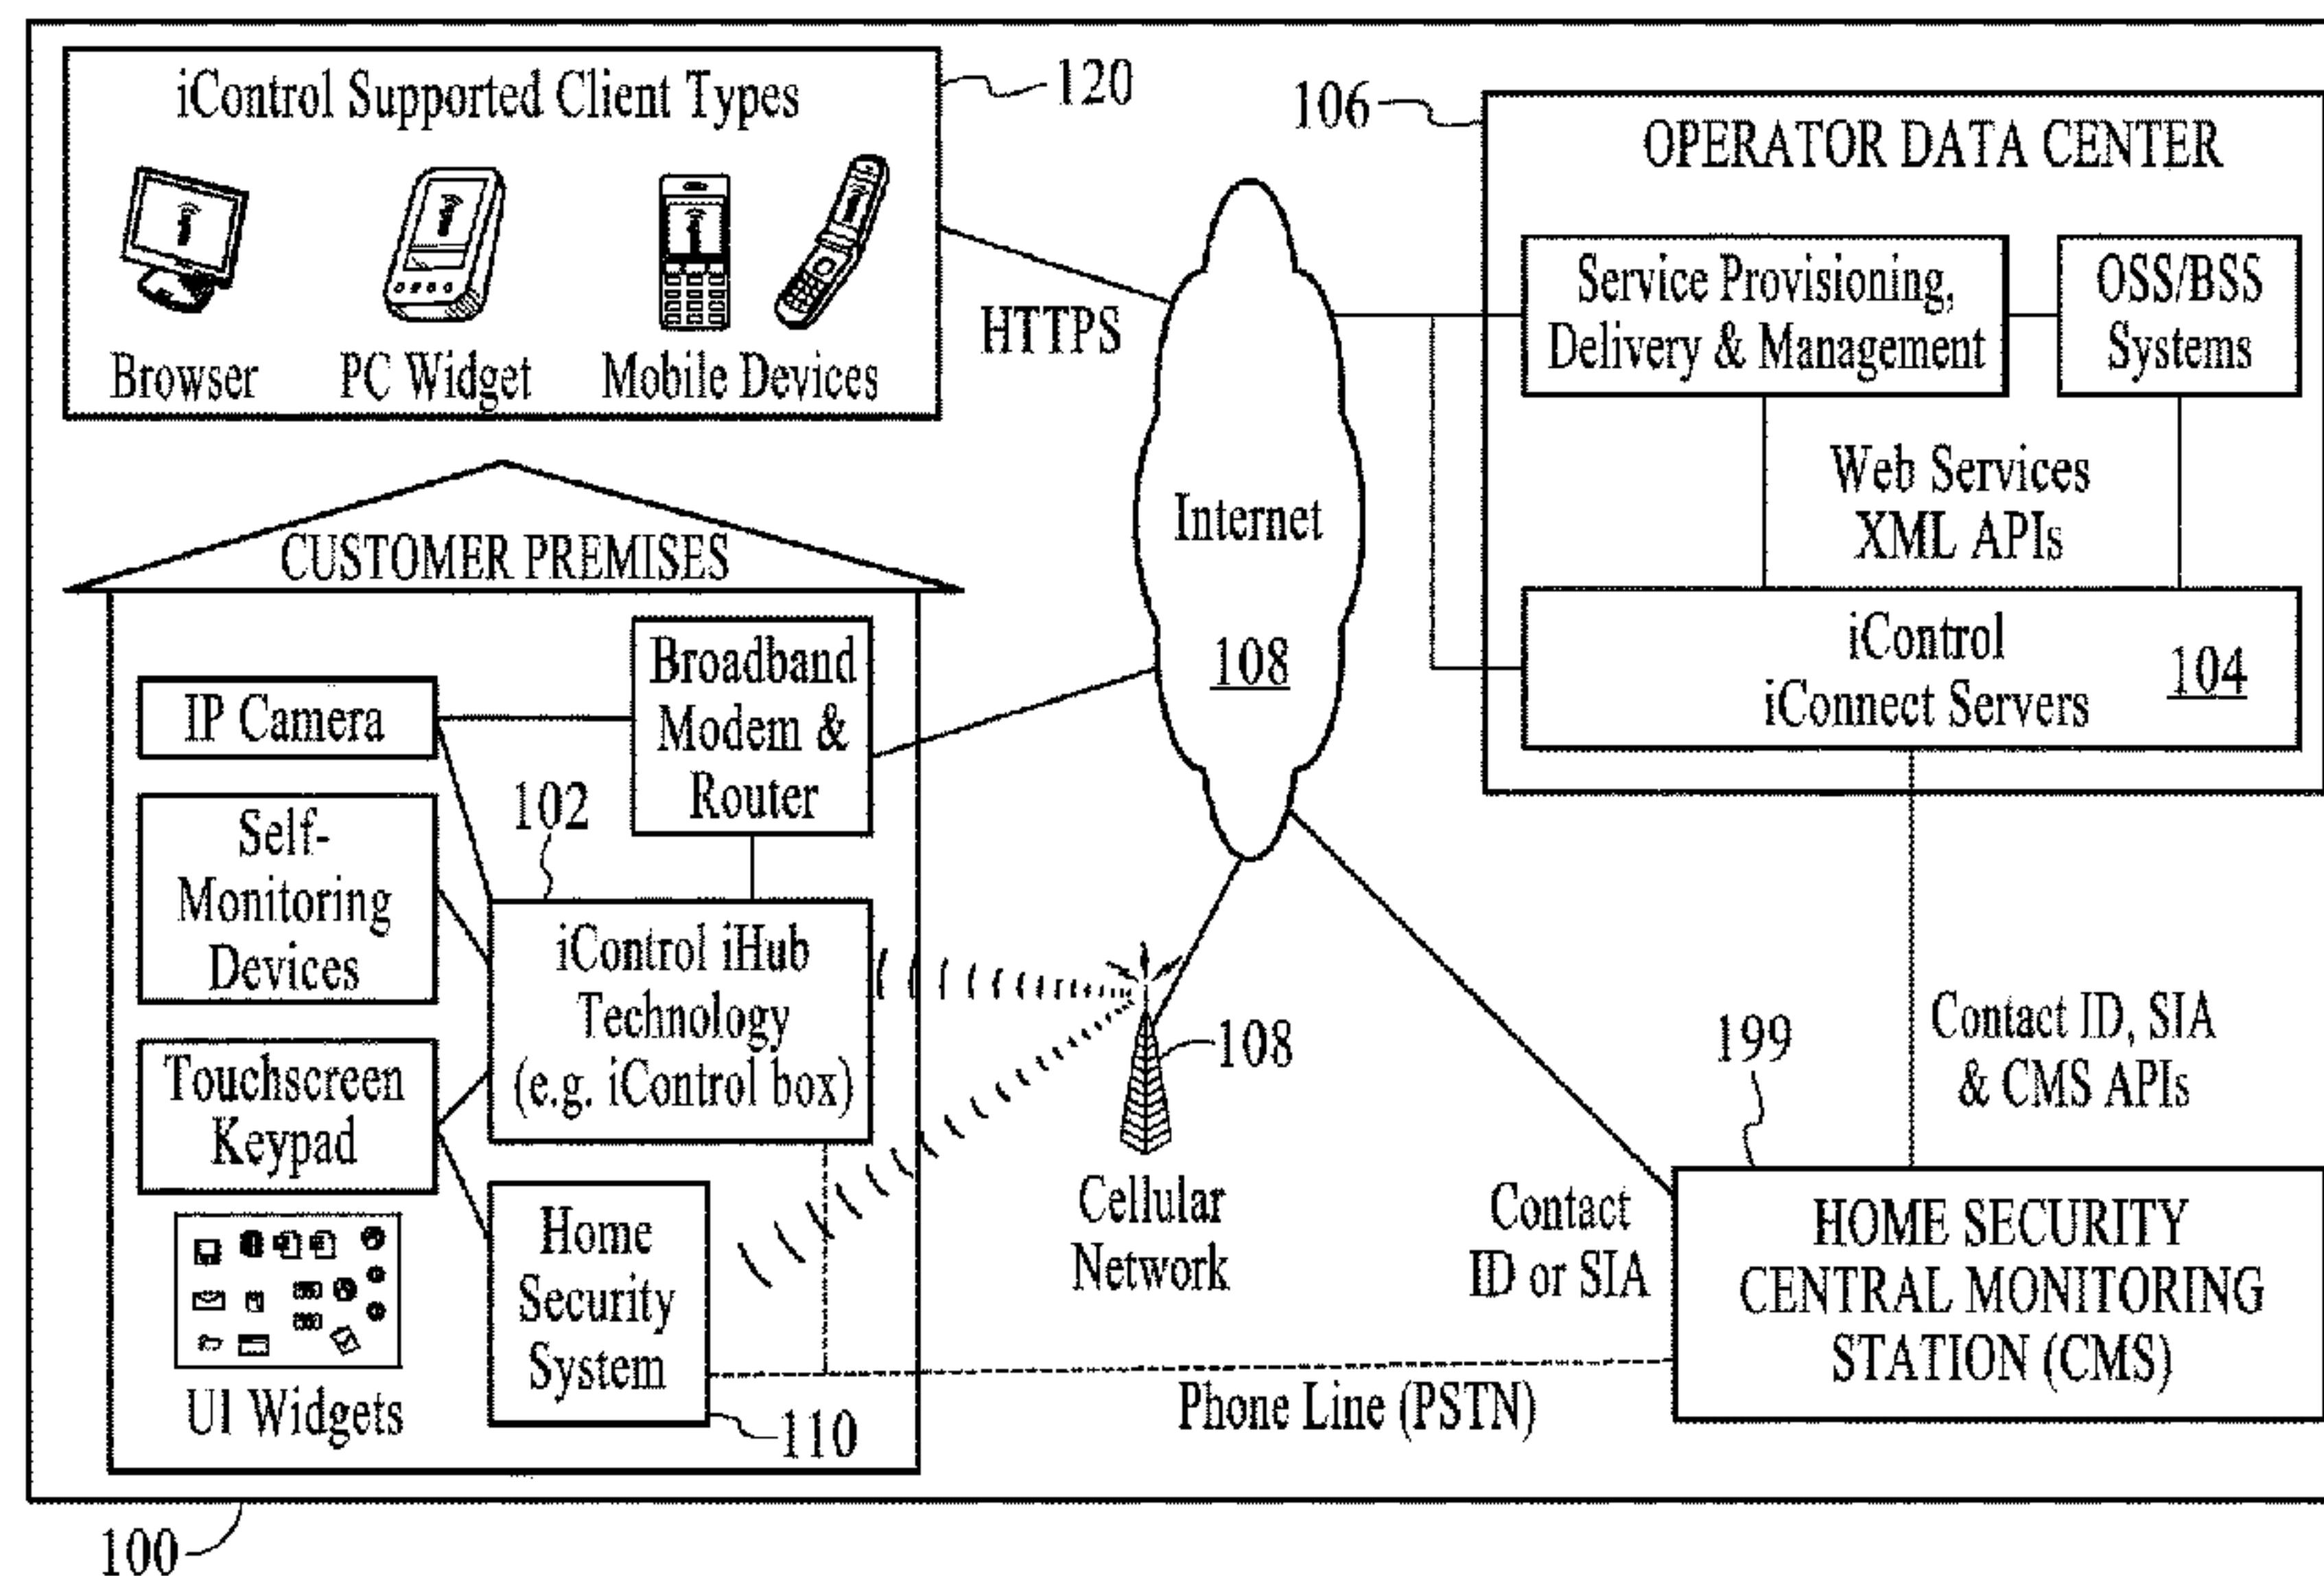 iControl Supported Client Types
120
Browser
PC Widget
Mobile Devices
HTTPS
106
OPERATOR DATA CENTER
Service Provisioning,
Delivery & Management
OSS/BSS
Systems
Web Services
XML APIs
iControl
iConnect Servers
104
Internet
108
CUSTOMER PREMISES
Broadband
Modem &
Router
IP Camera
102
Self-
Monitoring
Devices
iControl iHub
Technology
(e.g. iControl box)
Touchscreen
Keypad
Home
Security
System
UI Widgets
110
108
Cellular
Network
Contact
ID or SIA
Contact ID, SIA
& CMS APIs
199
HOME SECURITY
CENTRAL MONITORING
STATION (CMS)
Phone Line (PSTN)
100